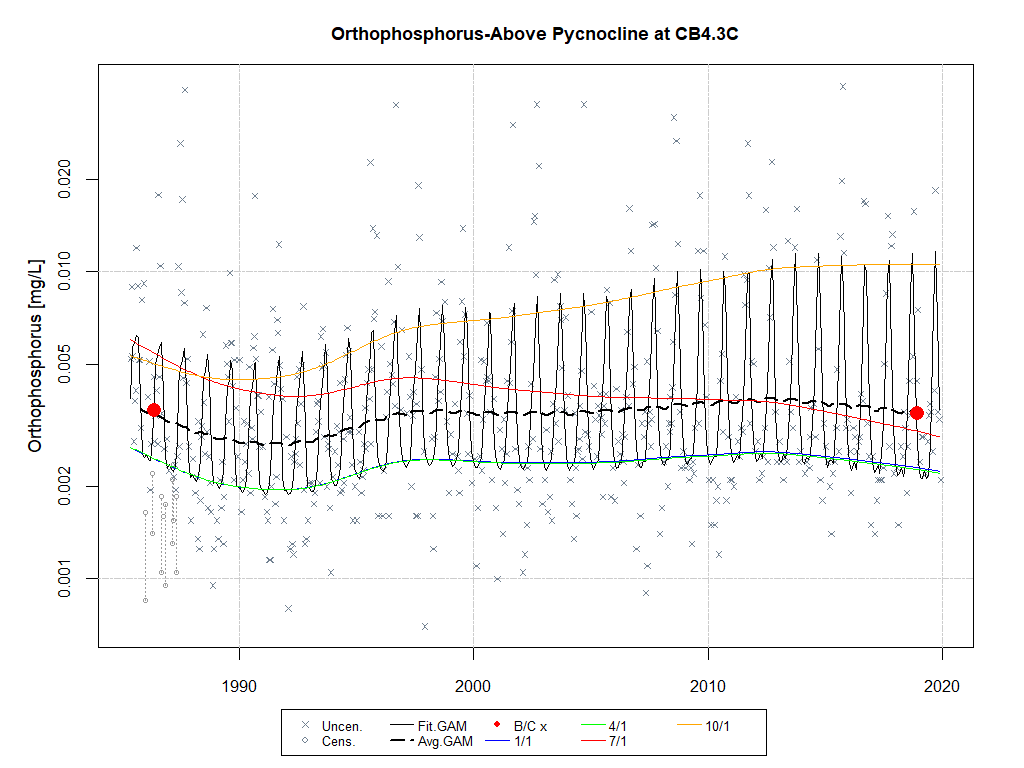 Orthophosphorus-Above Pycnocline at CB4.3C
Orthophosphorus [mg/L]
0.020
0.010
0.005
0.002
0.001
1990 2000 2010 2020
Uncen. Fit.GAM B/C x 4/1 10/1
Cens. Avg.GAM 1/1 7/1